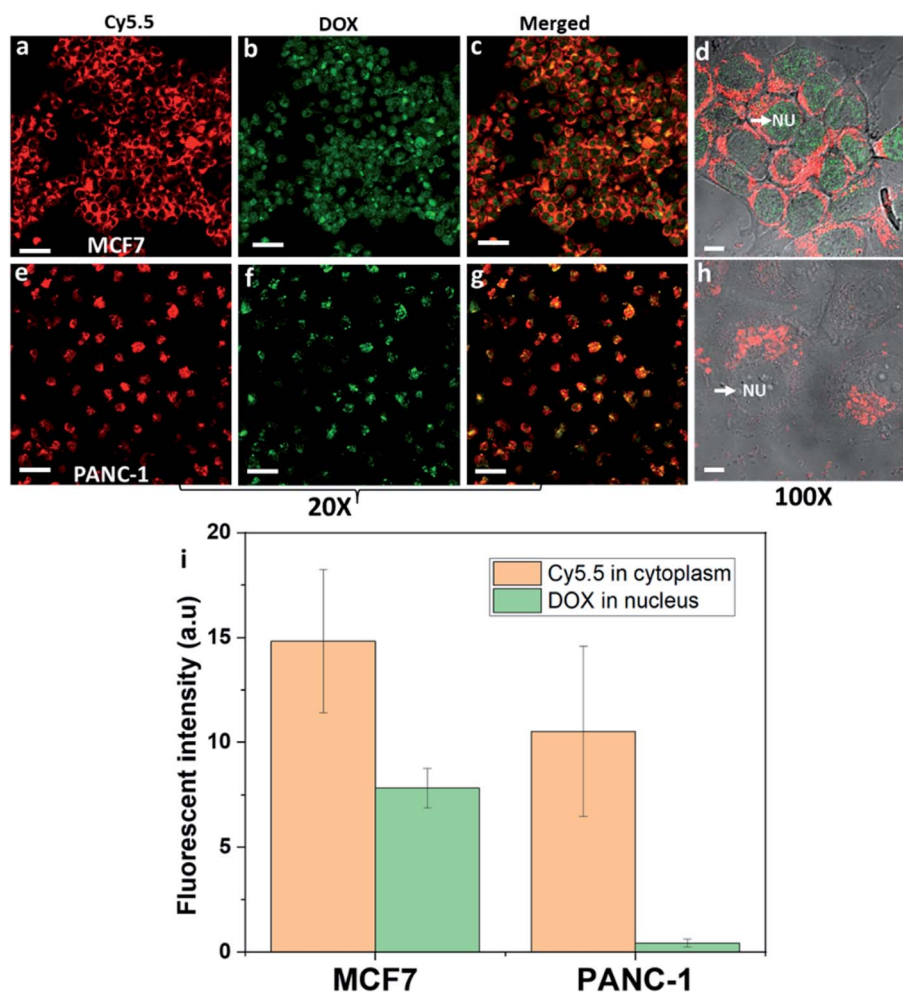 Cy5.5 DOX Merged
a b c d
NU
MCF7
e f g h
NU
PANC-1
20X 100X
i
Fluorescent intensity (a.u)
20
15
10
5
0
Cy5.5 in cytoplasm
DOX in nucleus
MCF7 PANC-1